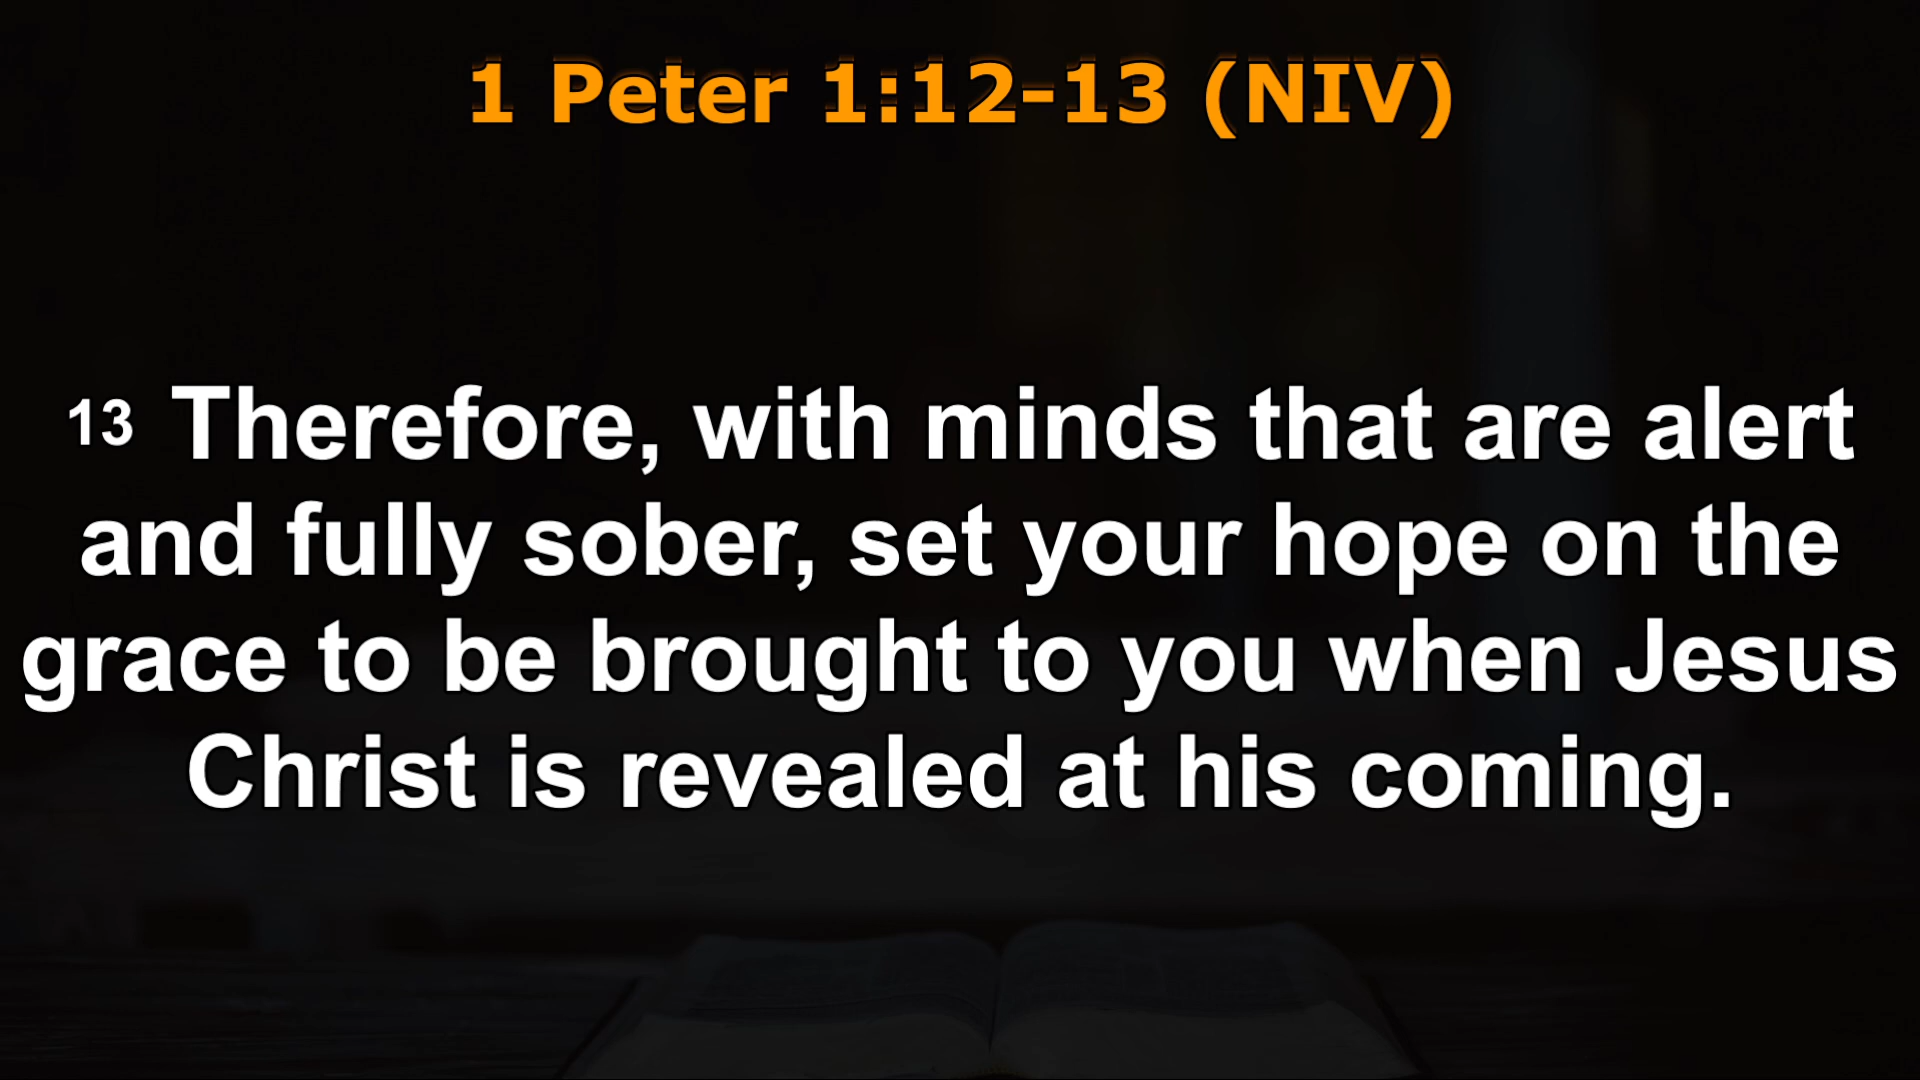 1 Peter 1:12-13 (NIV)
13 Therefore, with minds that are alert
and fully sober, set your hope on the
grace to be brought to you when Jesus
Christ is revealed at his coming.